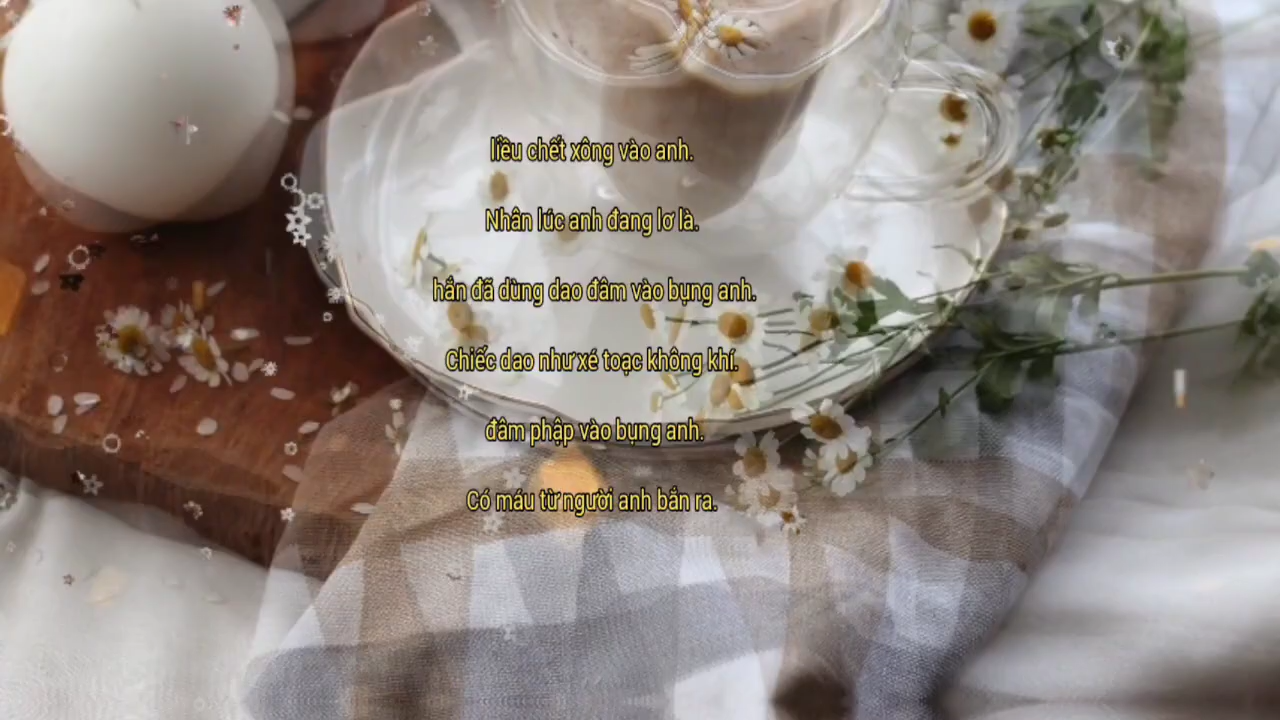 liều chết xông vào anh.
Nhân lúc anh đang lơ là.
hắn đã dùng dao đâm vào bụng anh.
Chiếc dao như xé toạc không khí.
đâm phập vào bụng anh.
Có máu từ người anh bắn ra.